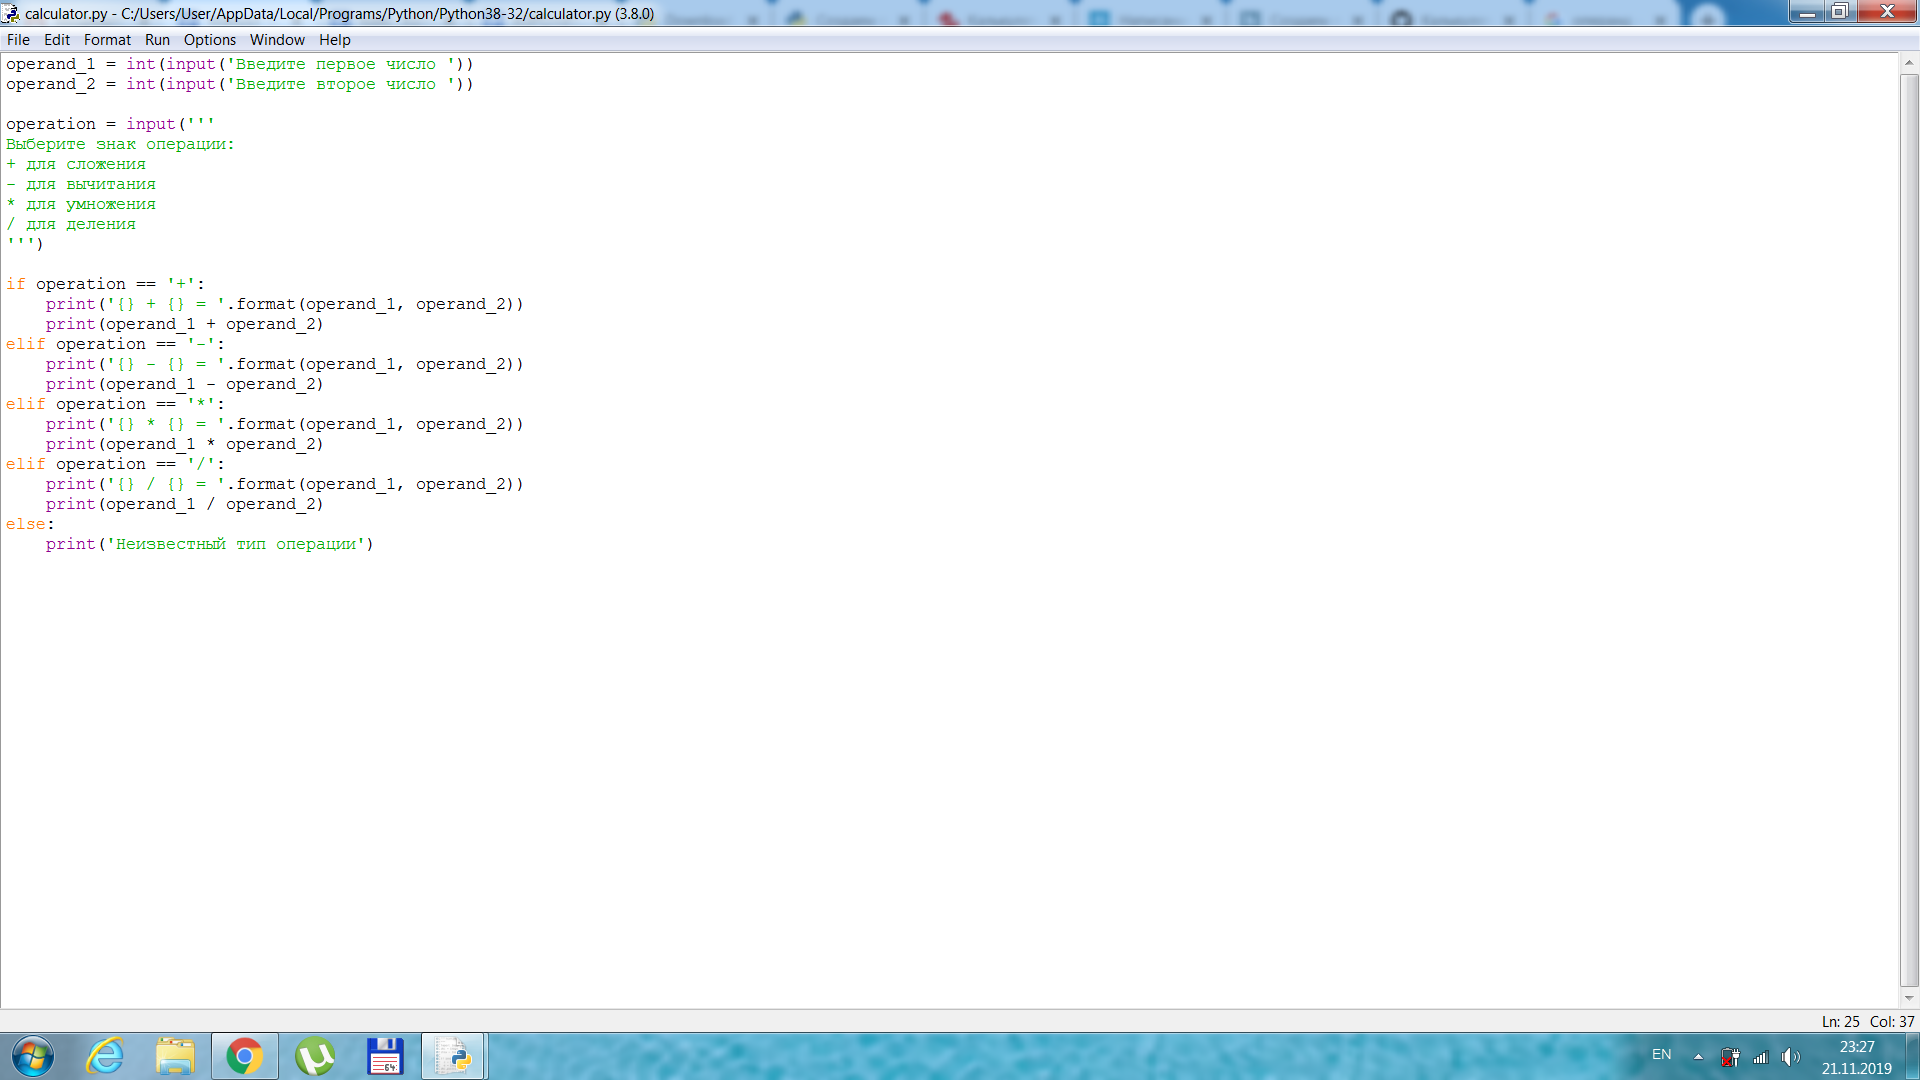 calculator.py - C:/Users/User/AppData/Local/Programs/Python/Python38-32/calculator.py (3.8.0)
File Edit Format Run Options Window Help
operand_1 = int(input('Введите первое число '))
operand_2 = int(input('Введите второе число '))

operation = input('''
Выберите знак операции:
+ для сложения
- для вычитания
* для умножения
/ для деления
''')

if operation == '+':
    print('{} + {} = '.format(operand_1, operand_2))
    print(operand_1 + operand_2)
elif operation == '-':
    print('{} - {} = '.format(operand_1, operand_2))
    print(operand_1 - operand_2)
elif operation == '*':
    print('{} * {} = '.format(operand_1, operand_2))
    print(operand_1 * operand_2)
elif operation == '/':
    print('{} / {} = '.format(operand_1, operand_2))
    print(operand_1 / operand_2)
else:
    print('Неизвестный тип операции')
Ln: 25 Col: 37
64
EN
23:27
21.11.2019